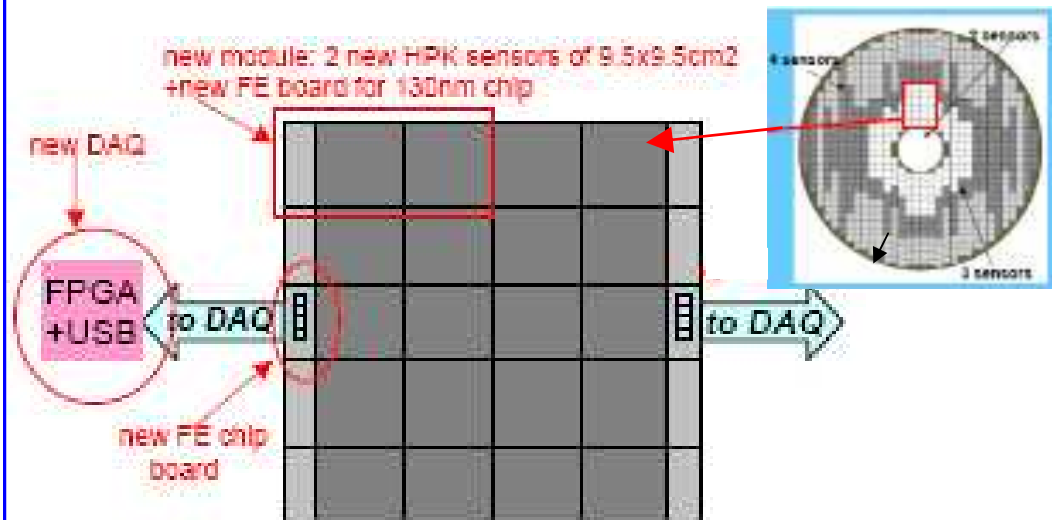 new module: 2 new HPK sensors of 9.5x9.5cm2
+new FE board for 130nm chip
new DAQ
FPGA
+USB
to DAQ
to DAQ
new FE chip
board
2 sensors
4 sensors
3 sensors